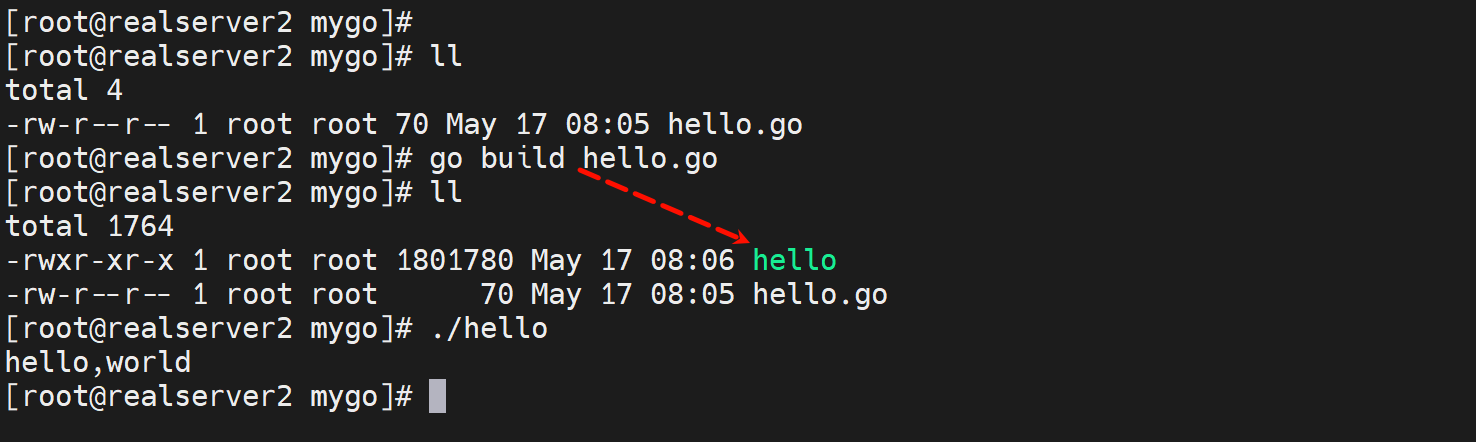 [root@realserver2 mygo]#
[root@realserver2 mygo]# ll
total 4
-rw-r--r-- 1 root root 70 May 17 08:05 hello.go
[root@realserver2 mygo]# go build hello.go
[root@realserver2 mygo]# ll
total 1764
-rwxr-xr-x 1 root root 1801780 May 17 08:06 hello
-rw-r--r-- 1 root root      70 May 17 08:05 hello.go
[root@realserver2 mygo]# ./hello
hello,world
[root@realserver2 mygo]#